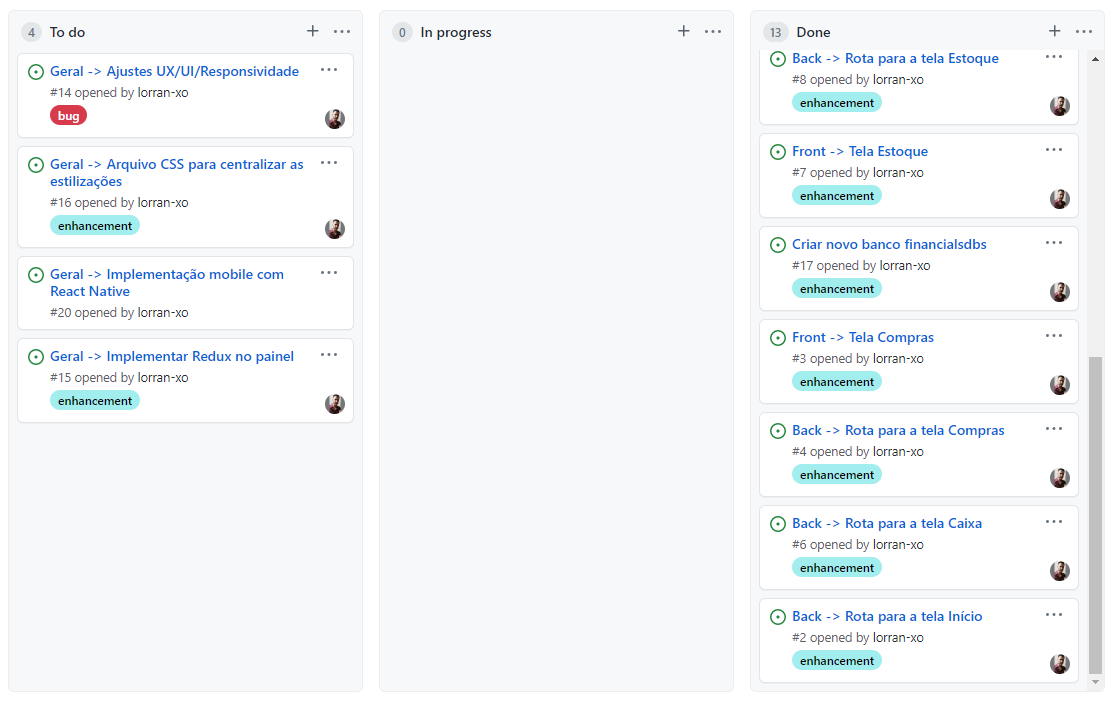 4 To do
Geral -> Ajustes UX/UI/Responsividade
#14 opened by lorran-xo
bug
Geral -> Arquivo CSS para centralizar as
estilizações
#16 opened by lorran-xo
enhancement
Geral -> Implementação mobile com
React Native
#20 opened by lorran-xo
Geral -> Implementar Redux no painel
#15 opened by lorran-xo
enhancement
0 In progress
13 Done
Back -> Rota para a tela Estoque
#8 opened by lorran-xo
enhancement
Front -> Tela Estoque
#7 opened by lorran-xo
enhancement
Criar novo banco financialsdbs
#17 opened by lorran-xo
enhancement
Front -> Tela Compras
#3 opened by lorran-xo
enhancement
Back -> Rota para a tela Compras
#4 opened by lorran-xo
enhancement
Back -> Rota para a tela Caixa
#6 opened by lorran-xo
enhancement
Back -> Rota para a tela Início
#2 opened by lorran-xo
enhancement